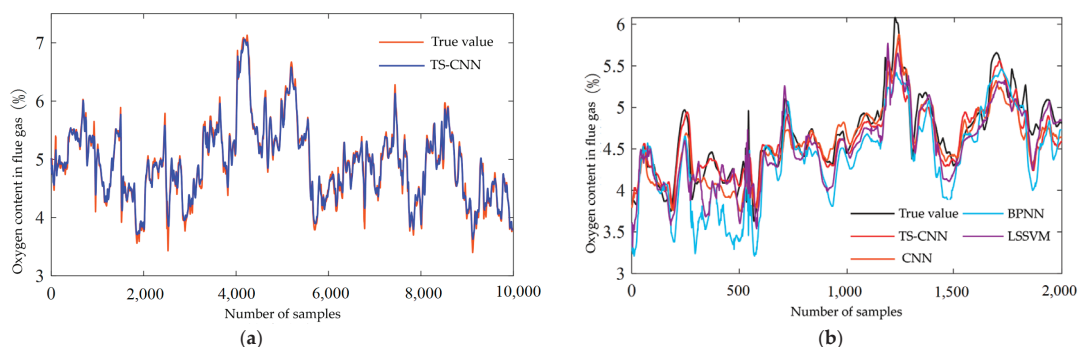 (a)
Oxygen content in flue gas (%)
7
6
5
4
3
True value
TS-CNN
0
2,000
4,000
6,000
8,000
10,000
Number of samples
(a)
(b)
Oxygen content in flue gas (%)
6
5.5
5
4.5
4
3.5
3
True value
TS-CNN
CNN
BPNN
LSSVM
0
500
1,000
1,500
2,000
Number of samples
(b)